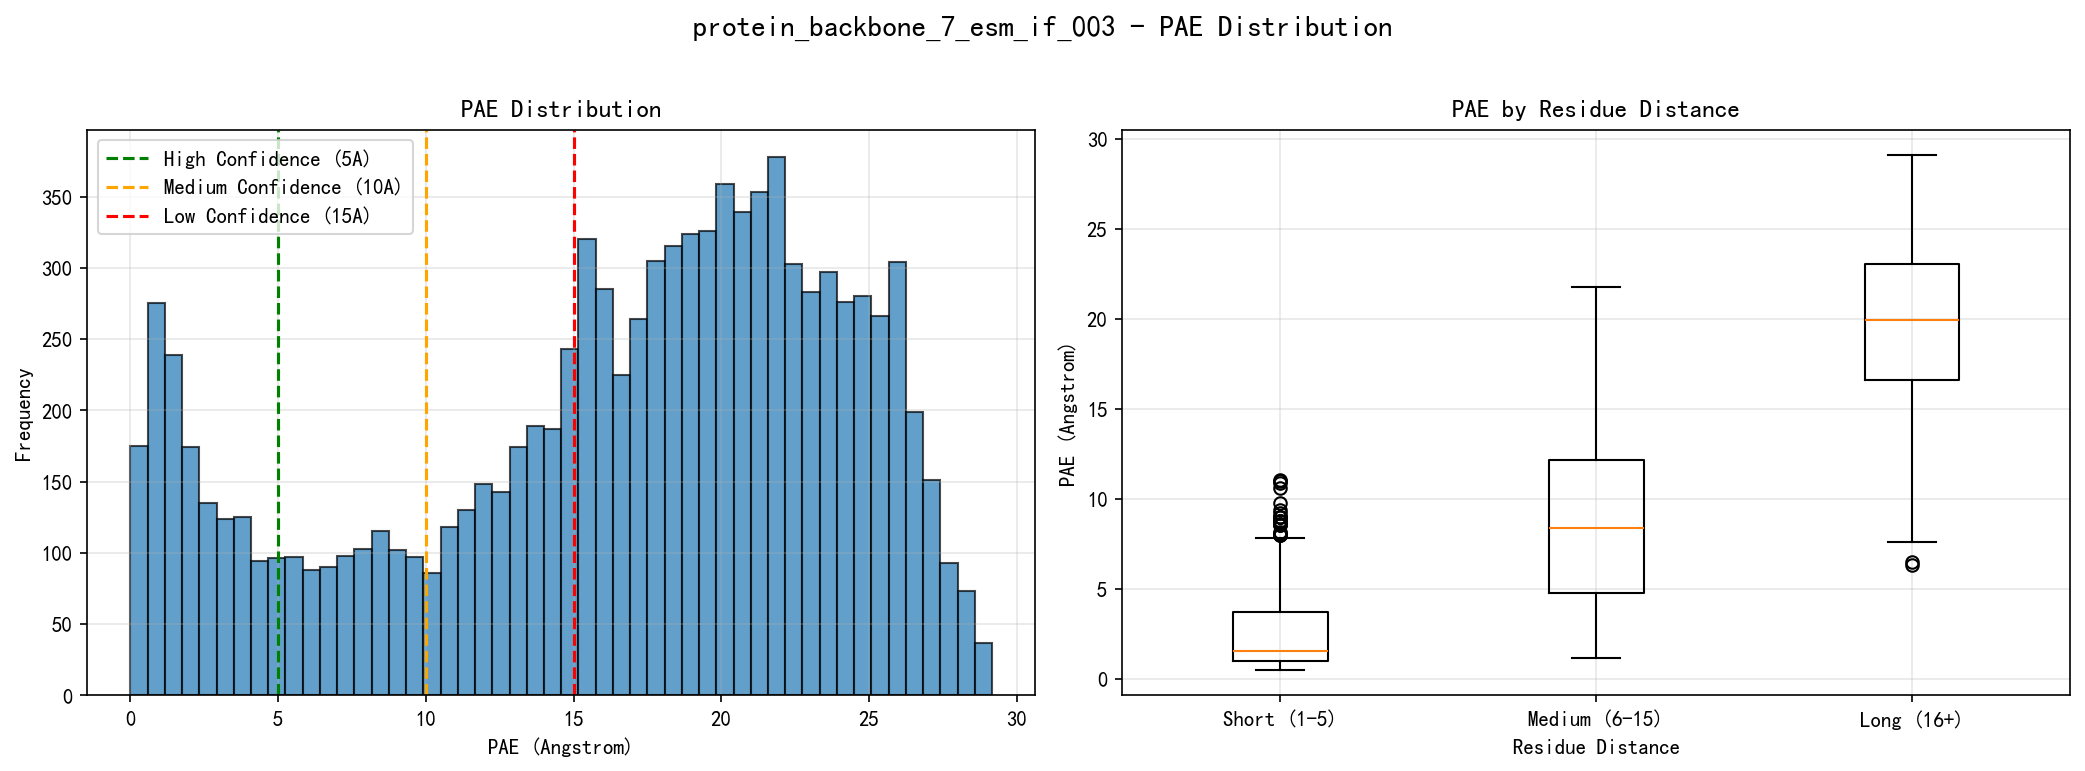 protein_backbone_7_esm_if_003 - PAE Distribution
PAE Distribution
High Confidence (5A)
Medium Confidence (10A)
Low Confidence (15A)
Frequency
350
300
250
200
150
100
50
0
0 5 10 15 20 25 30
PAE (Angstrom)
PAE by Residue Distance
PAE (Angstrom)
30
25
20
15
10
5
0
Short (1-5) Medium (6-15) Long (16+)
Residue Distance